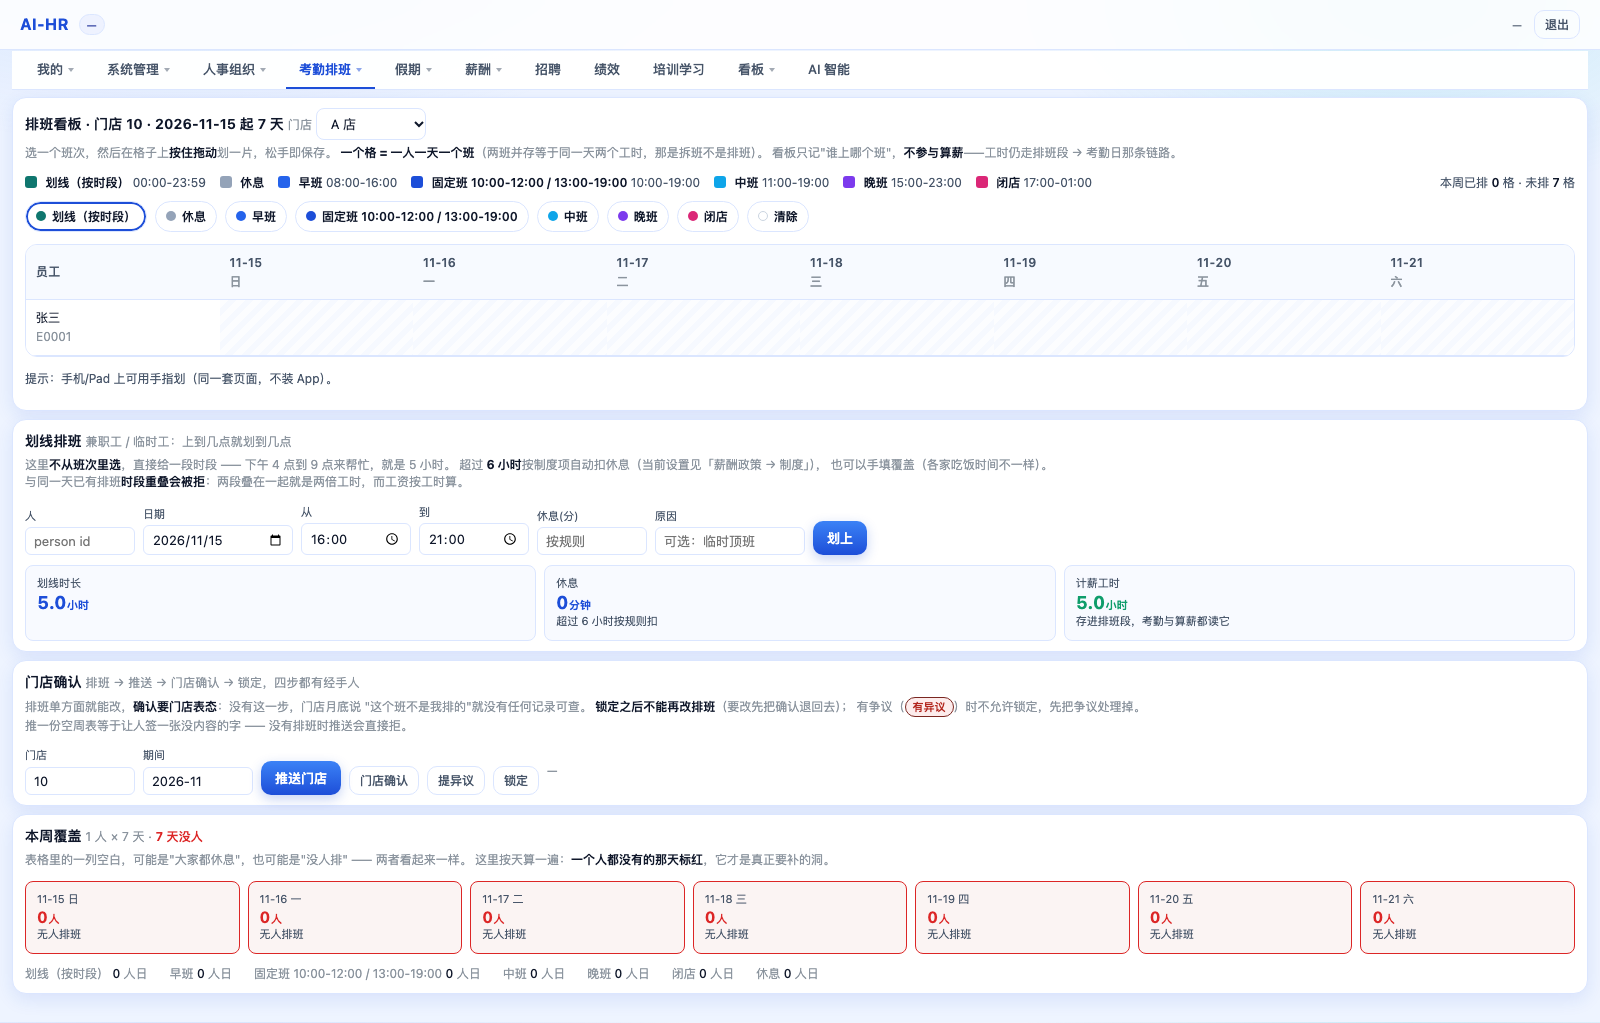 AI-HR —
— 退出
我的 系统管理 人事组织 考勤排班 假期 薪酬 招聘 绩效 培训学习 看板 AI 智能
排班看板 · 门店 10 · 2026-11-15 起 7 天 门店 A 店
选一个班次，然后在格子上按住拖动划一片，松手即保存。 一个格 = 一人一天一个班（两班并存等于同一天两个工时，那是拆班不是排班）。 看板只记"谁上哪个班"，不参与算薪——工时仍走排班段 → 考勤日那条链路。
划线（按时段） 00:00-23:59 休息 早班 08:00-16:00 固定班 10:00-12:00 / 13:00-19:00 10:00-19:00 中班 11:00-19:00 晚班 15:00-23:00 闭店 17:00-01:00 本周已排 0 格 · 未排 7 格
划线（按时段） 休息 早班 固定班 10:00-12:00 / 13:00-19:00 中班 晚班 闭店 清除
员工 11-15 11-16 11-17 11-18 11-19 11-20 11-21
日 一 二 三 四 五 六
张三
E0001
提示：手机/Pad 上可用手指划（同一套页面，不装 App）。
划线排班 兼职工 / 临时工：上到几点就划到几点
这里不从班次里选，直接给一段时段 —— 下午 4 点到 9 点来帮忙，就是 5 小时。 超过 6 小时按制度项自动扣休息（当前设置见「薪酬政策 → 制度」）， 也可以手填覆盖（各家吃饭时间不一样）。
与同一天已有排班时段重叠会被拒：两段叠在一起就是两倍工时，而工资按工时算。
人 日期 从 到 休息(分) 原因
person id 2026/11/15 16:00 21:00 按规则 可选：临时顶班 划上
划线时长 休息 计薪工时
5.0小时 0分钟 5.0小时
超过 6 小时按规则扣 存进排班段，考勤与算薪都读它
门店确认 排班 → 推送 → 门店确认 → 锁定，四步都有经手人
排班单方面就能改，确认要门店表态：没有这一步，门店月底说 "这个班不是我排的"就没有任何记录可查。 锁定之后不能再改排班（要改先把确认退回去）； 有争议（有异议）时不允许锁定，先把争议处理掉。
推一份空周表等于让人签一张没内容的字 —— 没有排班时推送会直接拒。
门店 期间
10 2026-11 推送门店 门店确认 提异议 锁定 —
本周覆盖 1 人 × 7 天 · 7 天没人
表格里的一列空白，可能是"大家都休息"，也可能是"没人排" —— 两者看起来一样。 这里按天算一遍：一个人都没有的那天标红，它才是真正要补的洞。
11-15 日 11-16 一 11-17 二 11-18 三 11-19 四 11-20 五 11-21 六
0人 0人 0人 0人 0人 0人 0人
无人排班 无人排班 无人排班 无人排班 无人排班 无人排班 无人排班
划线（按时段） 0 人日 早班 0 人日 固定班 10:00-12:00 / 13:00-19:00 0 人日 中班 0 人日 晚班 0 人日 闭店 0 人日 休息 0 人日